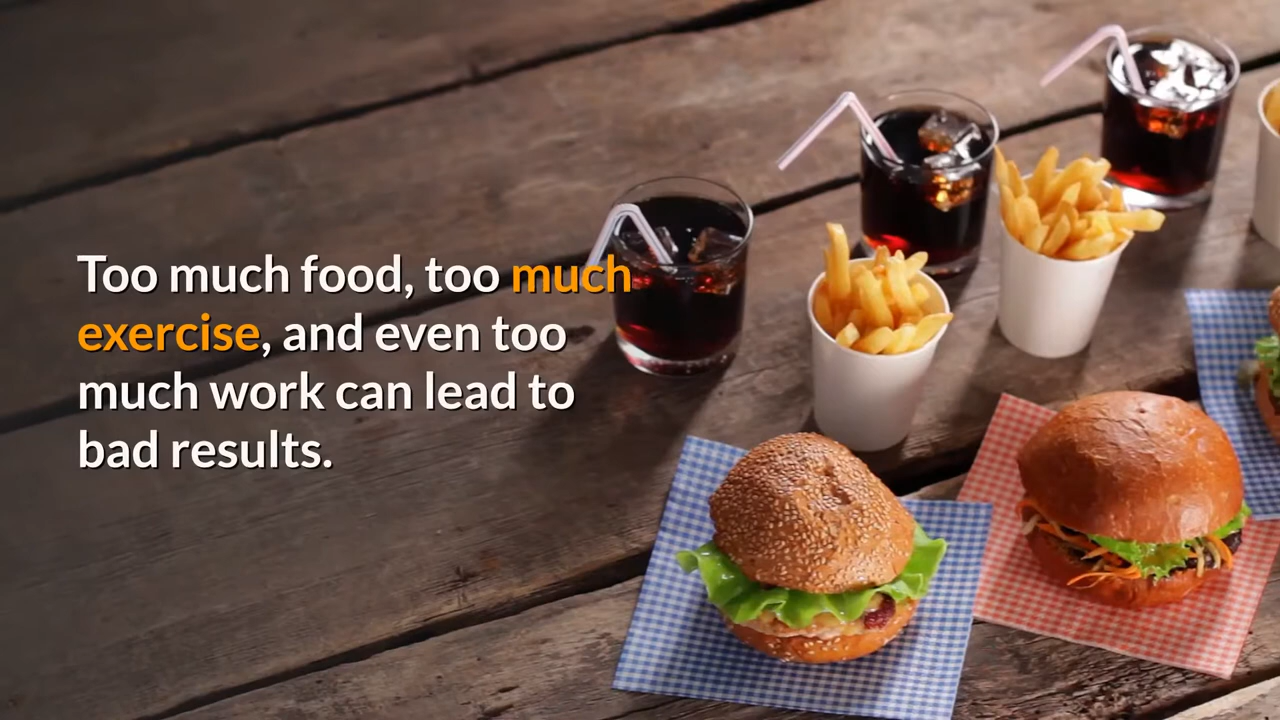 Too much food, too much
exercise, and even too
much work can lead to
bad results.